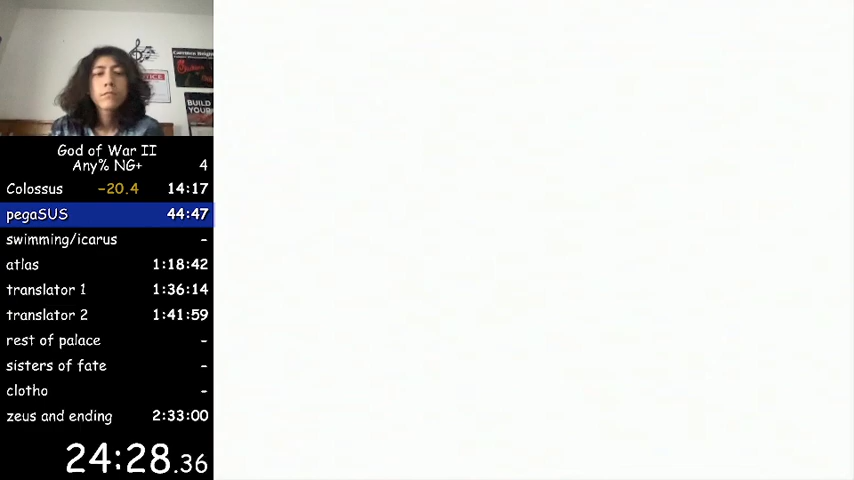 BUILD
YOUR
God of War II
Any% NG+ 4
Colossus -20.4 14:17
pegaSUS 44:47
swimming/icarus -
atlas 1:18:42
translator 1 1:36:14
translator 2 1:41:59
rest of palace -
sisters of fate -
clotho -
zeus and ending 2:33:00
24:28.36